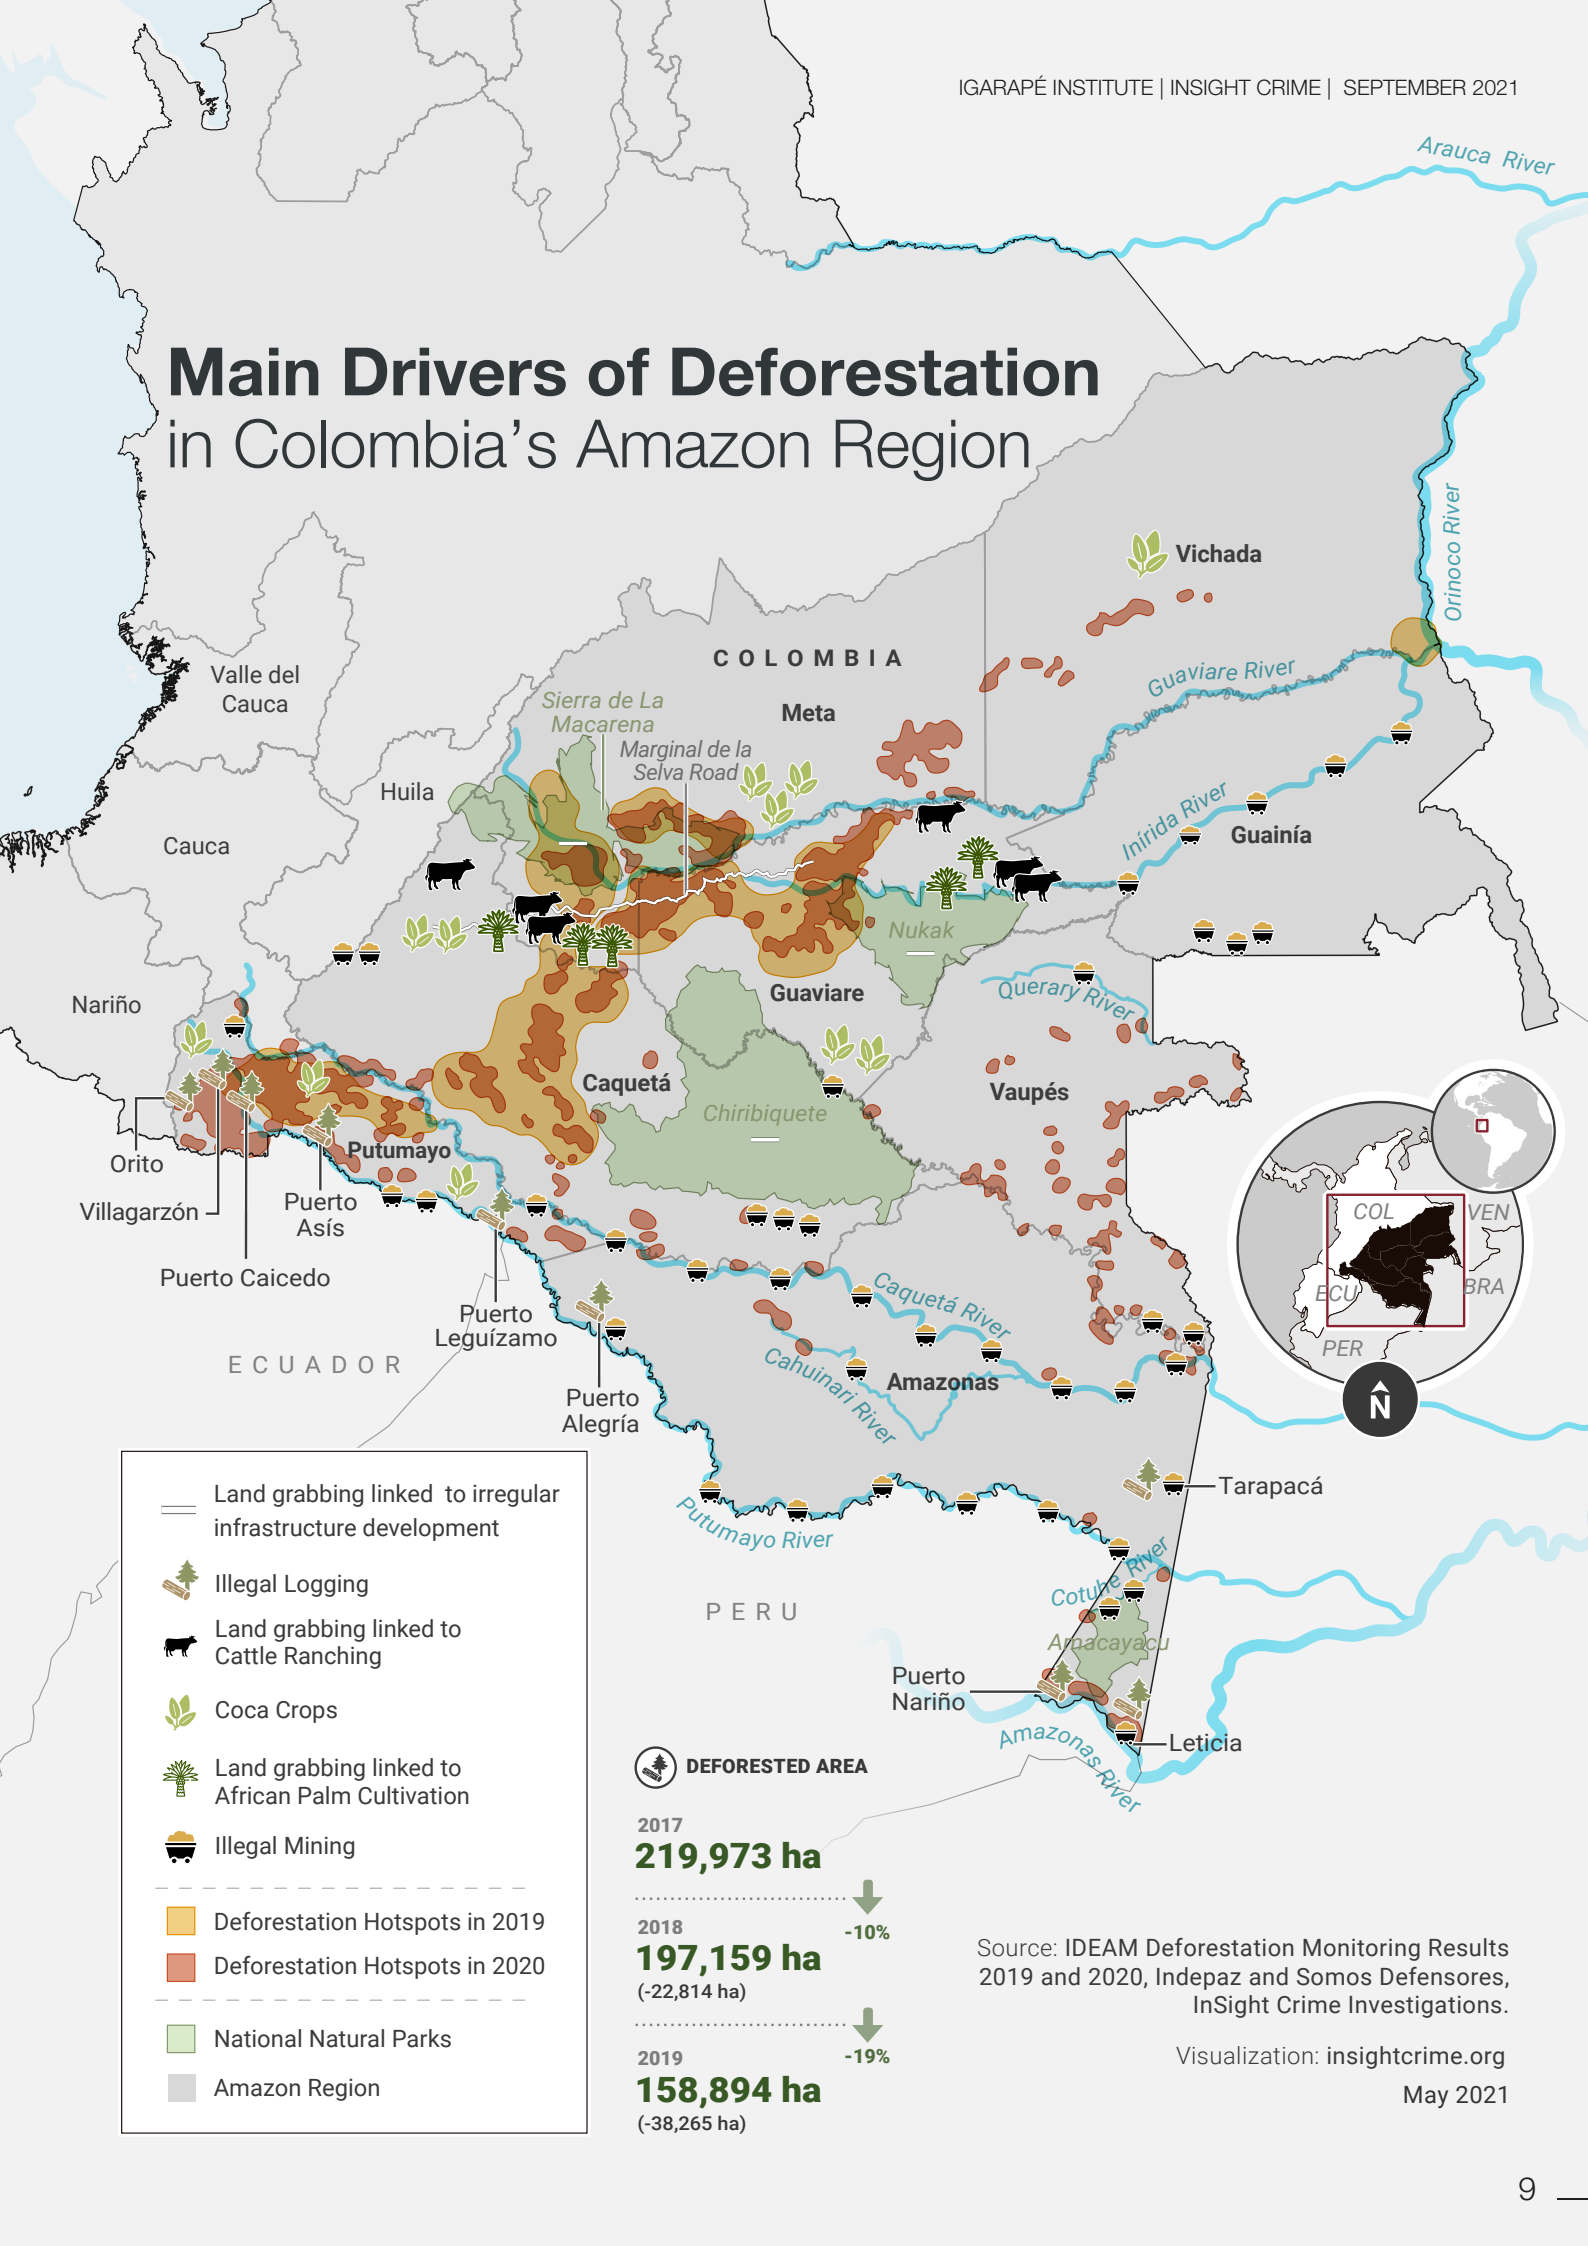 IGARAPÉ INSTITUTE | INSIGHT CRIME | SEPTEMBER 2021
Arauca River
Main Drivers of Deforestation
in Colombia's Amazon Region
Orinoco River
Vichada
Valle del
Cauca
COLOMBIA
Guaviare River
Sierra de La
Macarena
Meta
Marginal de la
Selva Road
Huila
Inírida River
Guainía
Cauca
Nukak
Nariño
Guaviare
Querary River
Caquetá
Vaupés
Chiribiquete
Putumayo
Orito
Villagarzón
Puerto
Asís
Puerto Caicedo
Puerto
Leguízamo
COL
VEN
ECU
BRA
PER
N
Caquetá River
ECUADOR
Cahuinari River
Amazonas
Puerto
Alegría
Tarapacá
Putumayo River
Cotuhe River
PERU
Amacayacu
Puerto
Nariño
Amazonas River
Leticia
Land grabbing linked to irregular
infrastructure development
Illegal Logging
Land grabbing linked to
Cattle Ranching
Coca Crops
Land grabbing linked to
African Palm Cultivation
Illegal Mining
Deforestation Hotspots in 2019
Deforestation Hotspots in 2020
National Natural Parks
Amazon Region
DEFORESTED AREA
2017
219,973 ha
-10%
2018
197,159 ha
(-22,814 ha)
-19%
2019
158,894 ha
(-38,265 ha)
Source: IDEAM Deforestation Monitoring Results
2019 and 2020, Indepaz and Somos Defensores,
InSight Crime Investigations.
Visualization: insightcrime.org
May 2021
9